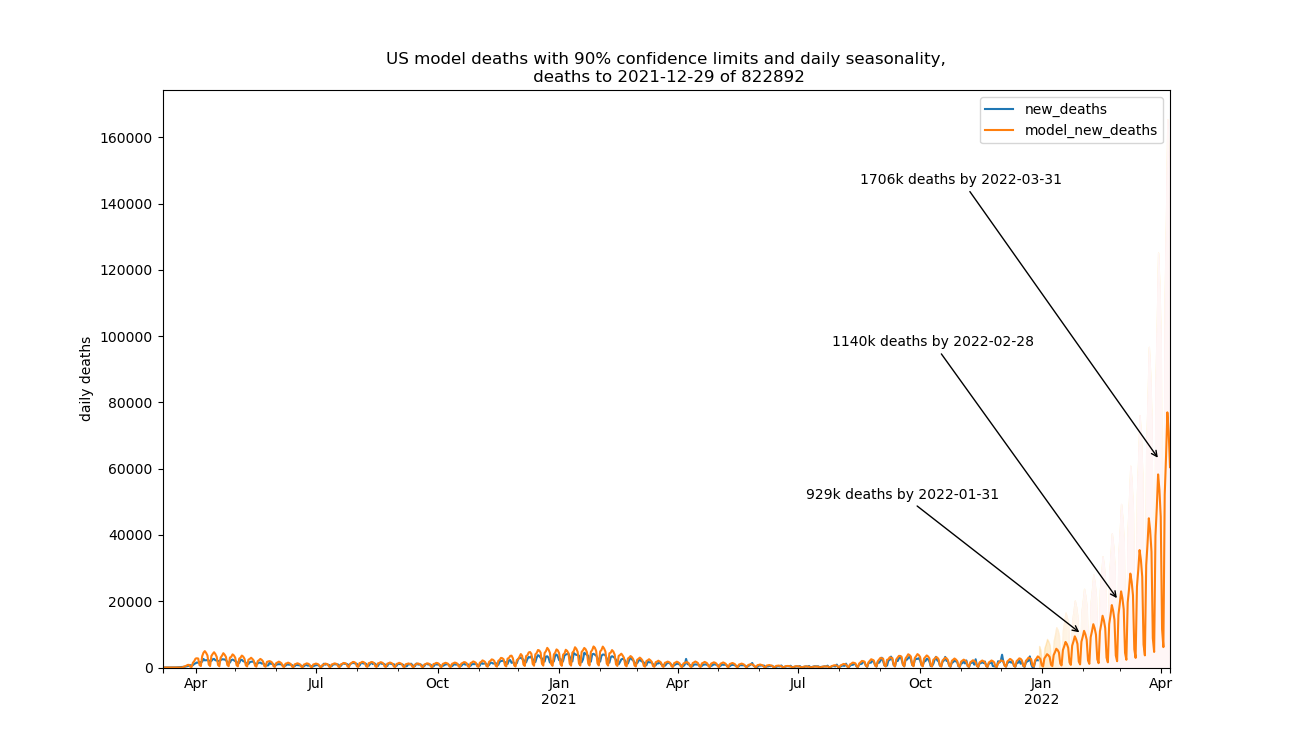 US model deaths with 90% confidence limits and daily seasonality,
deaths to 2021-12-29 of 822892
new_deaths
model_new_deaths
160000
140000
120000
100000
80000
60000
40000
20000
0
daily deaths
1706k deaths by 2022-03-31
1140k deaths by 2022-02-28
929k deaths by 2022-01-31
Apr Jul Oct Jan Apr Jul Oct Jan Apr
2021 2022